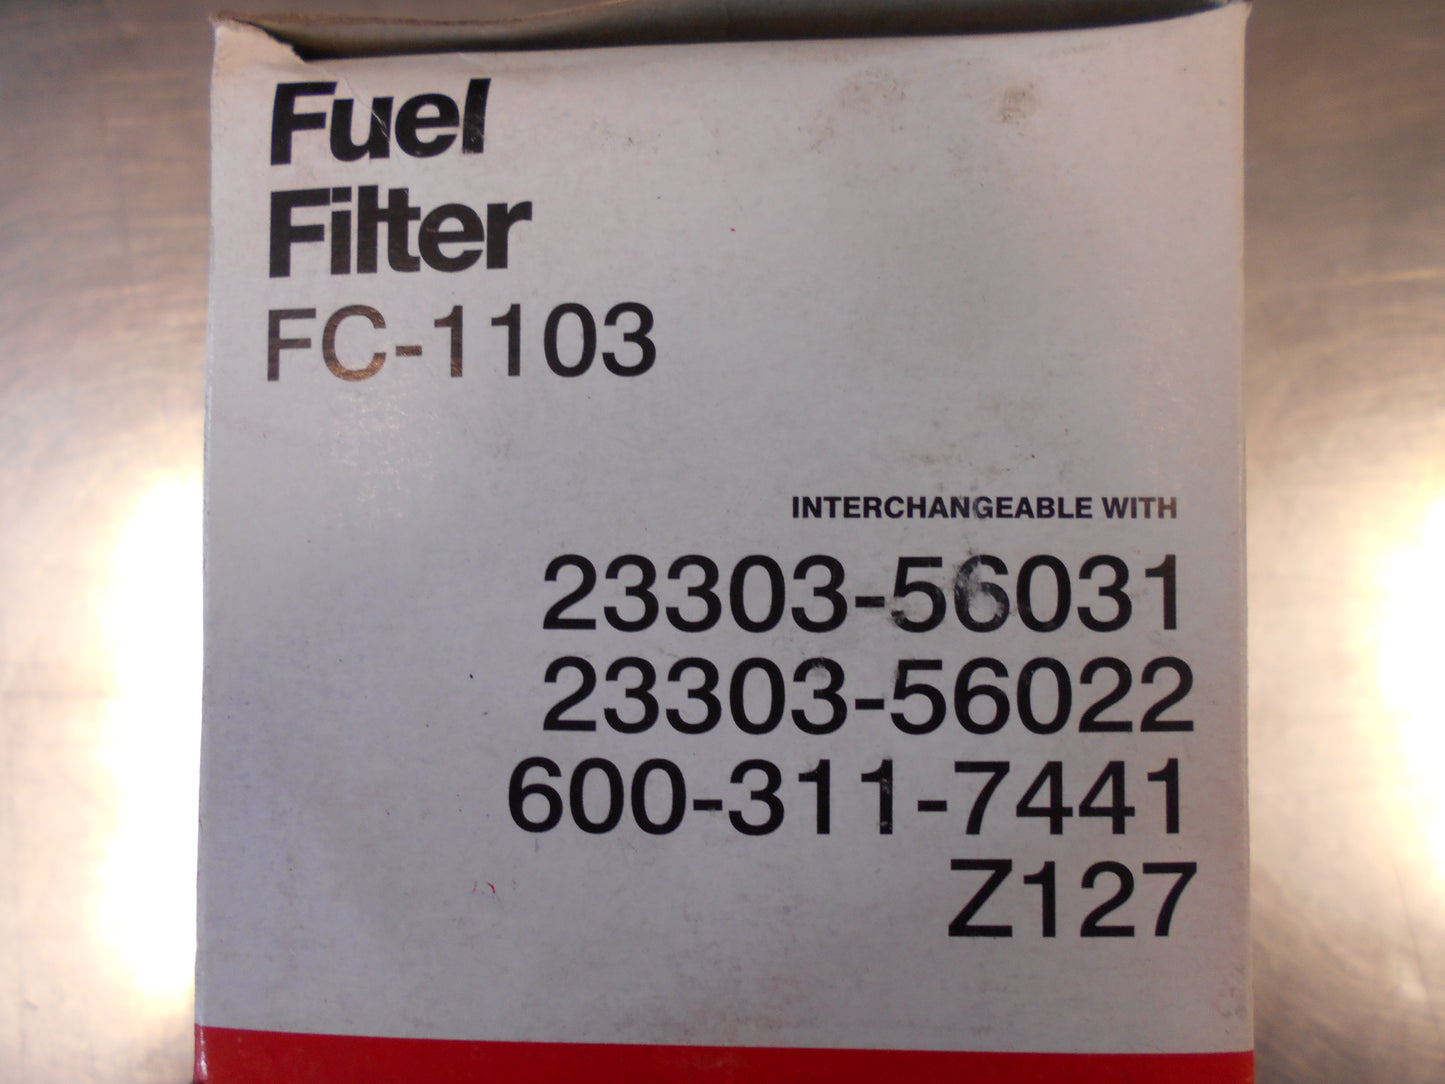 Fuel
Filter
FC-1103
INTERCHANGEABLE WITH
23303-56031
23303-56022
600-311-7441
Z127